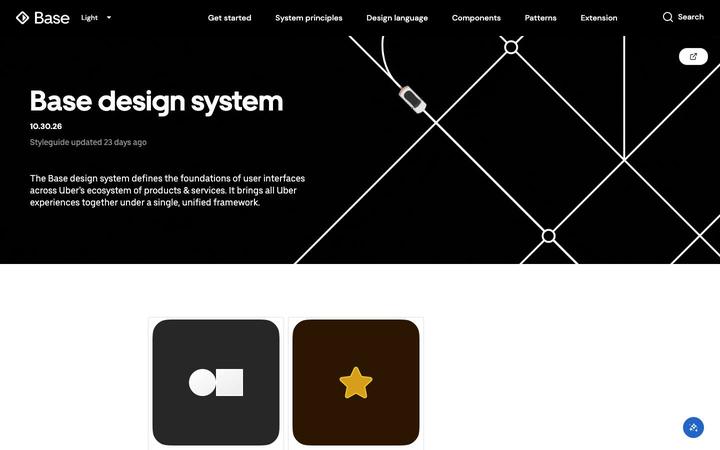 Base
Light
Get started
System principles
Design language
Components
Patterns
Extension
Search
Base design system
10.30.26
Styleguide updated 23 days ago
The Base design system defines the foundations of user interfaces
across Uber's ecosystem of products & services. It brings all Uber
experiences together under a single, unified framework.